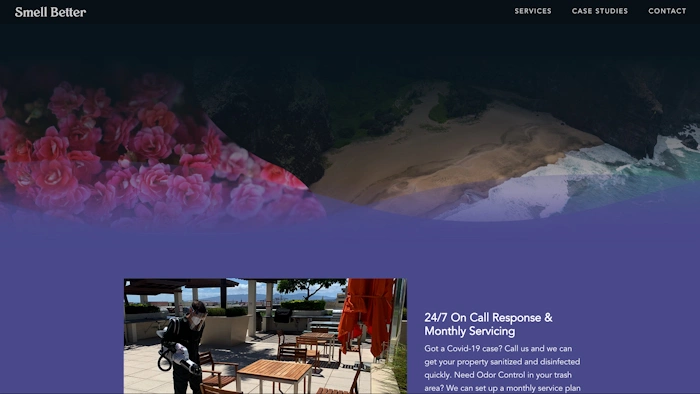 Smell Better
SERVICES CASE STUDIES CONTACT
24/7 On Call Response &
Monthly Servicing
Got a Covid-19 case? Call us and we can
get your property sanitized and disinfected
quickly. Need Odor Control in your trash
area? We can set up a monthly service plan